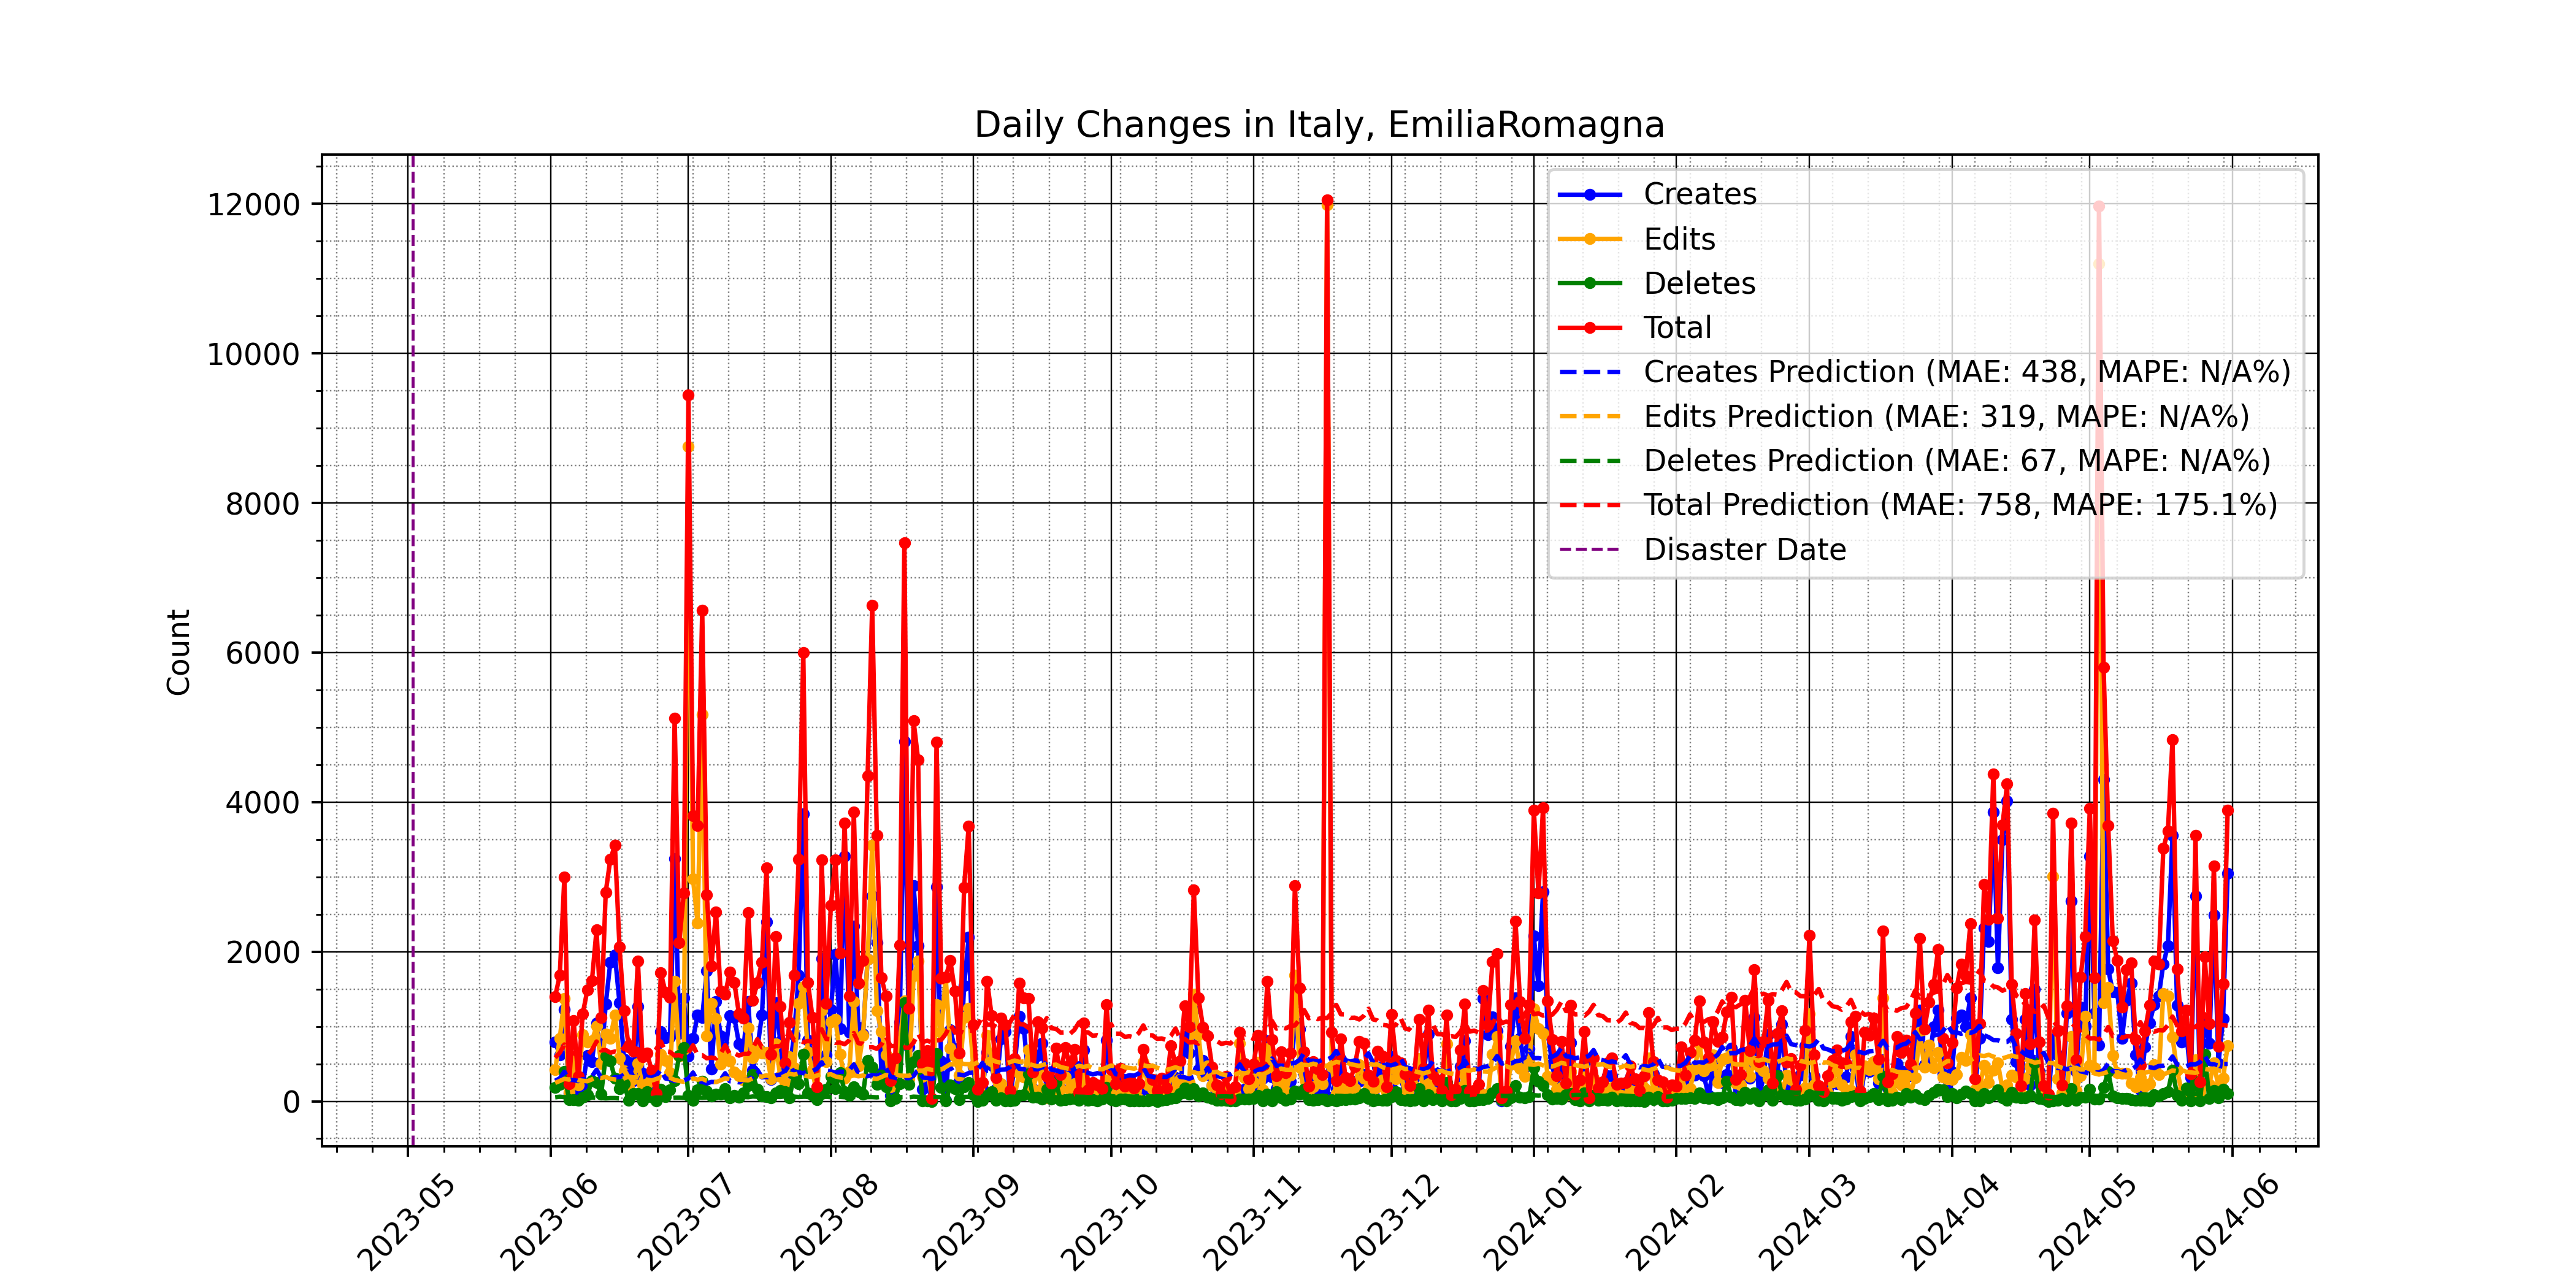 Daily Changes in Italy, EmiliaRomagna
Count
12000
10000
8000
6000
4000
2000
0
Creates
Edits
Deletes
Total
Creates Prediction (MAE: 438, MAPE: N/A%)
Edits Prediction (MAE: 319, MAPE: N/A%)
Deletes Prediction (MAE: 67, MAPE: N/A%)
Total Prediction (MAE: 758, MAPE: 175.1%)
Disaster Date
2023-05
2023-06
2023-07
2023-08
2023-09
2023-10
2023-11
2023-12
2024-01
2024-02
2024-03
2024-04
2024-05
2024-06